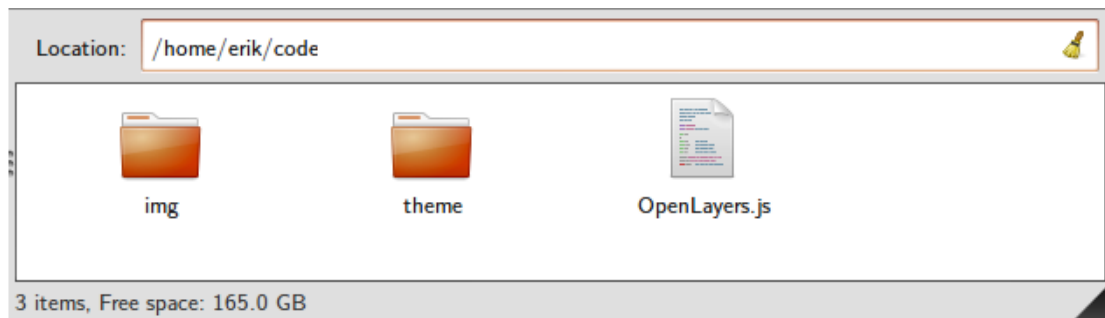 Location: /home/erik/code
img theme OpenLayers.js
3 items, Free space: 165.0 GB